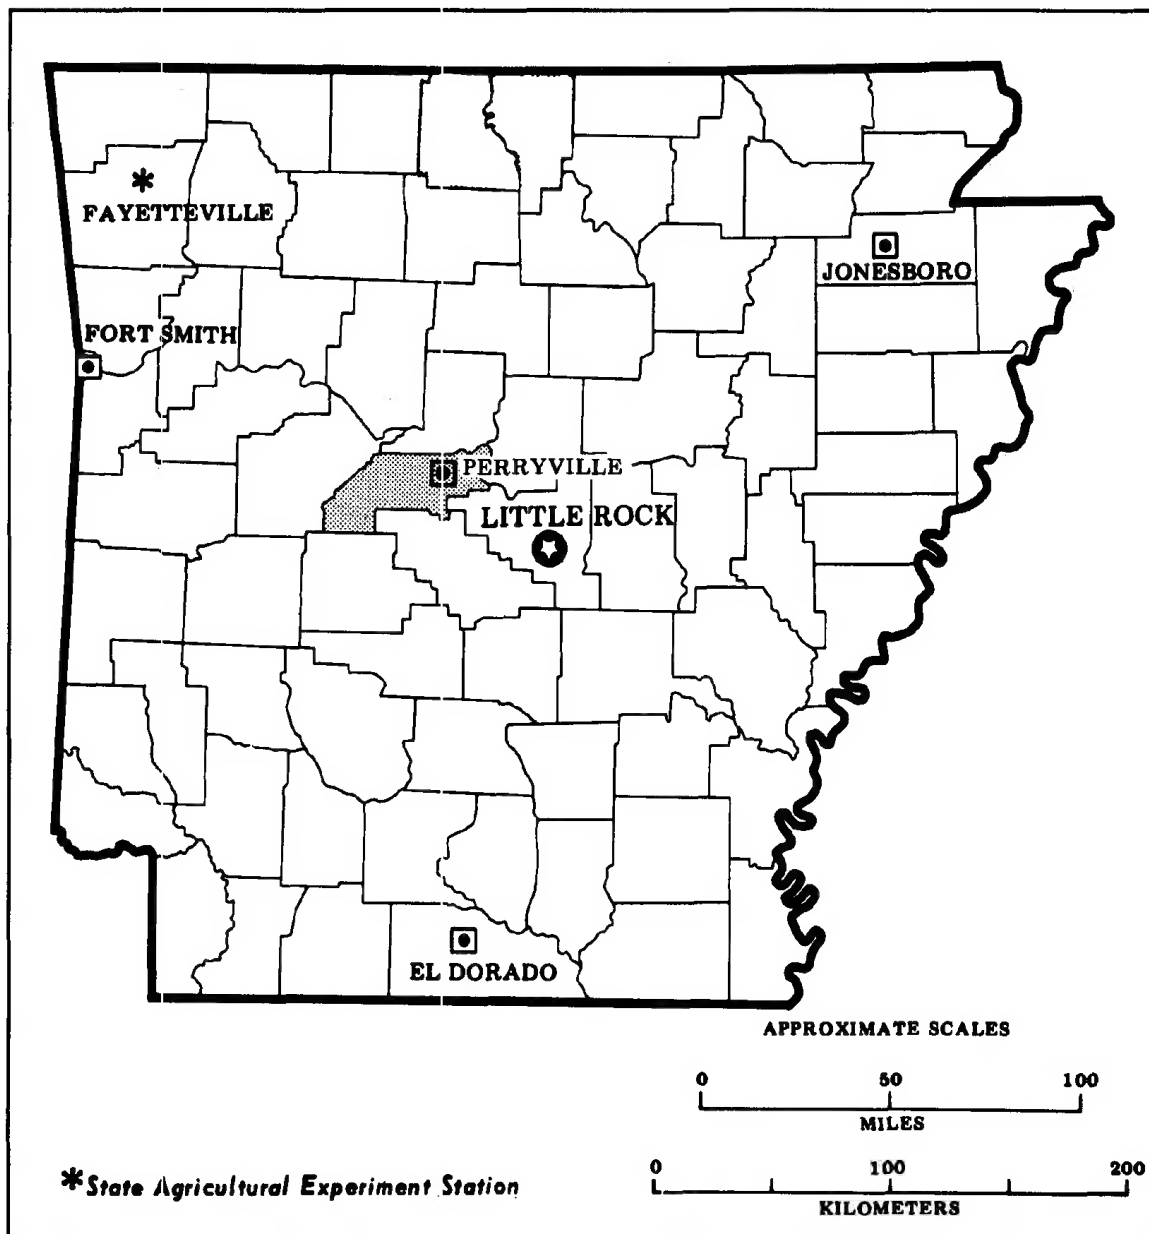 FAYETTEVILLE
JONESBORO
FORT SMITH
PERRYVILLE
LITTLE ROCK
EL DORADO
APPROXIMATE SCALES
0 50 100
MILES
0 100 200
KILOMETERS
*State Agricultural Experiment Station